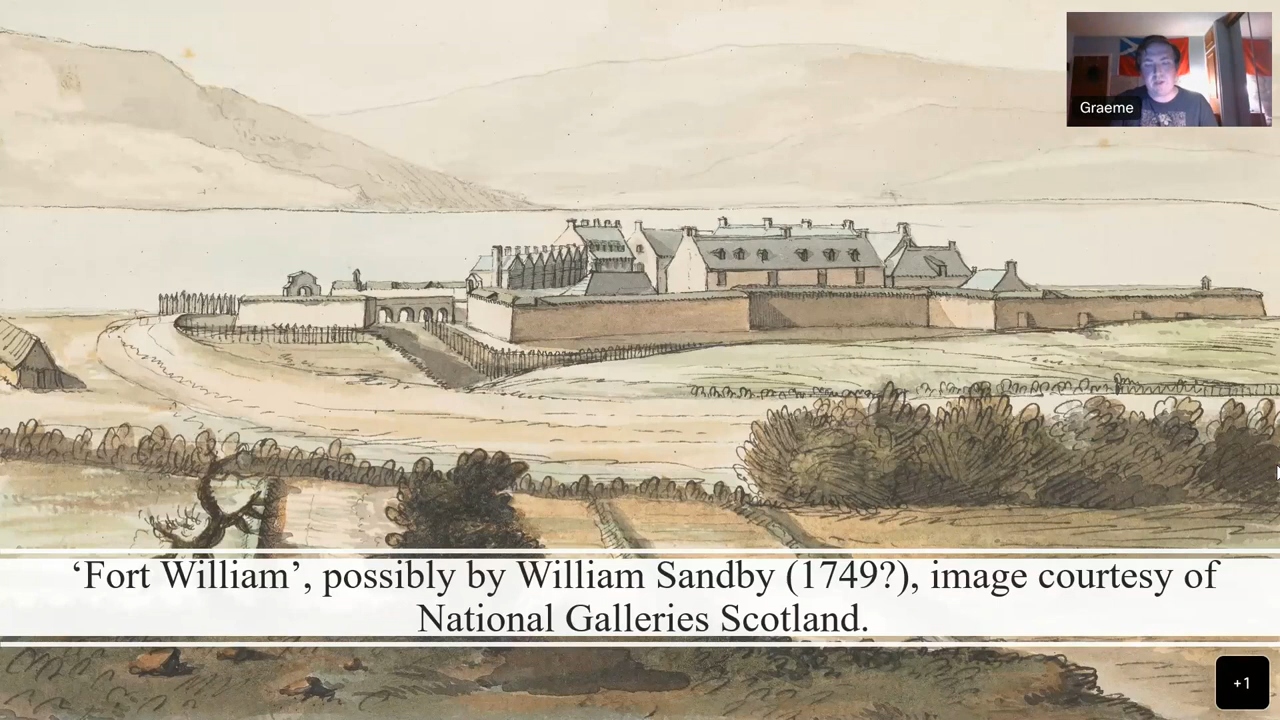 Graeme
‘Fort William’, possibly by William Sandby (1749?), image courtesy of
National Galleries Scotland.
+1